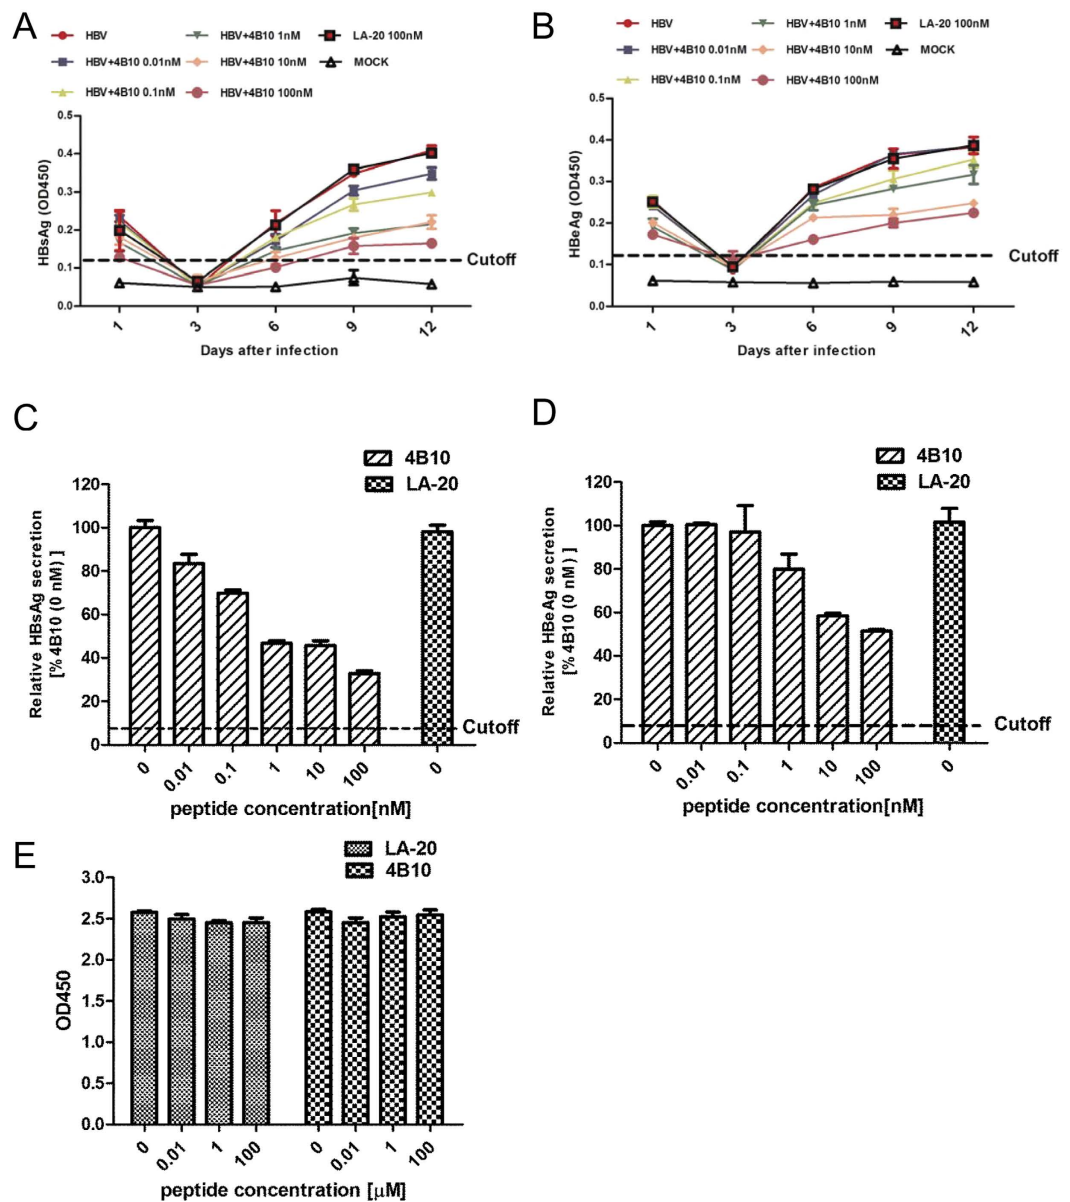 A
HBV
HBV+4B10 1nM
LA-20 100nM
HBV+4B10 0.01nM
HBV+4B10 10nM
MOCK
HBV+4B10 0.1nM
HBV+4B10 100nM
HBsAg (OD450)
0.5
0.4
0.3
0.2
0.1
0.0
Cutoff
1
3
6
9
12
Days after infection
B
HBV
HBV+4B10 1nM
LA-20 100nM
HBV+4B10 0.01nM
HBV+4B10 10nM
MOCK
HBV+4B10 0.1nM
HBV+4B10 100nM
HBeAg (OD450)
0.5
0.4
0.3
0.2
0.1
0.0
Cutoff
1
3
6
9
12
Days after infection
C
4B10
LA-20
Relative HBsAg secretion
[% 4B10 (0 nM) ]
120
100
80
60
40
20
0
Cutoff
0
0.01
0.1
1
10
100
0
peptide concentration[nM]
D
4B10
LA-20
Relative HBeAg secretion
[% 4B10 (0 nM) ]
120
100
80
60
40
20
0
Cutoff
0
0.01
0.1
1
10
100
0
peptide concentration[nM]
E
LA-20
4B10
OD450
3.0
2.5
2.0
1.5
1.0
0.5
0.0
0
0.01
1
100
0
0.01
1
100
peptide concentration [μM]